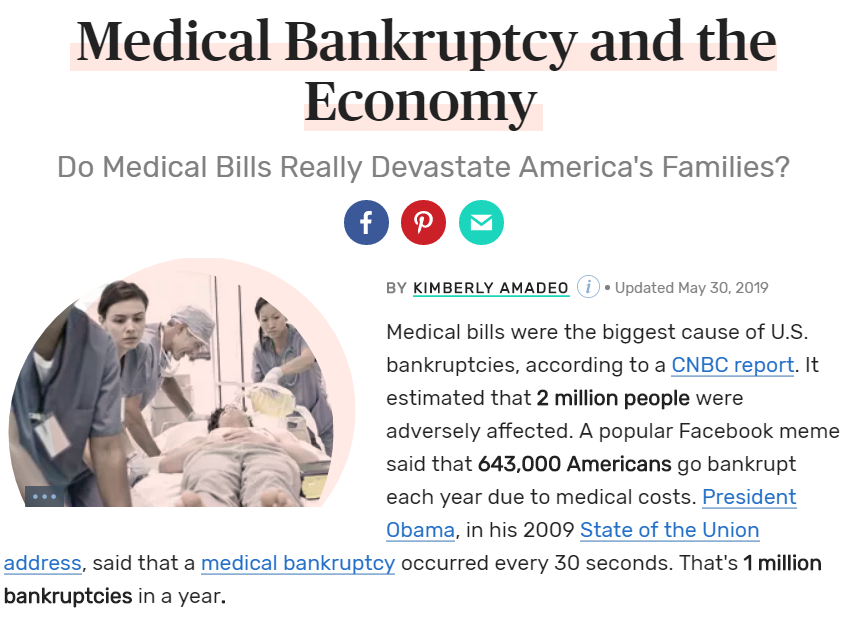 Medical Bankruptcy and the
Economy
Do Medical Bills Really Devastate America's Families?
BY KIMBERLY AMADEO i • Updated May 30, 2019
Medical bills were the biggest cause of U.S.
bankruptcies, according to a CNBC report. It
estimated that 2 million people were
adversely affected. A popular Facebook meme
said that 643,000 Americans go bankrupt
each year due to medical costs. President
Obama, in his 2009 State of the Union
address, said that a medical bankruptcy occurred every 30 seconds. That's 1 million
bankruptcies in a year.